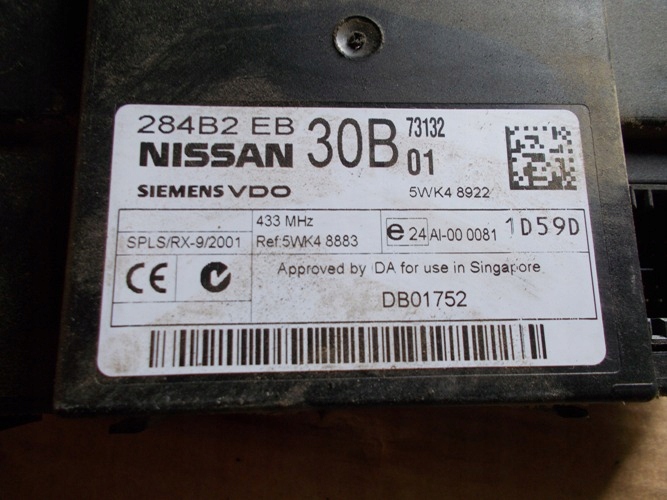 284B2 EB 30B 73132
NISSAN 01
SIEMENS VDO 5WK4 8922
SPLS/RX-9/2001
433 MHz
Ref:5WK4 8883
e 24 AI-00 0081 1D59D
CE
Approved by IDA for use in Singapore
DB01752